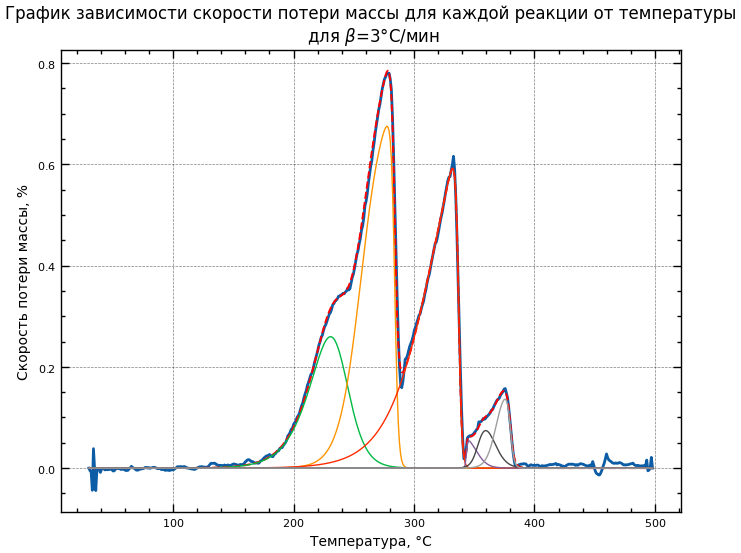 График зависимости скорости потери массы для каждой реакции от температуры
для β=3°C/мин
Скорость потери массы, %
0.8
0.6
0.4
0.2
0.0
100 200 300 400 500
Температура, °C